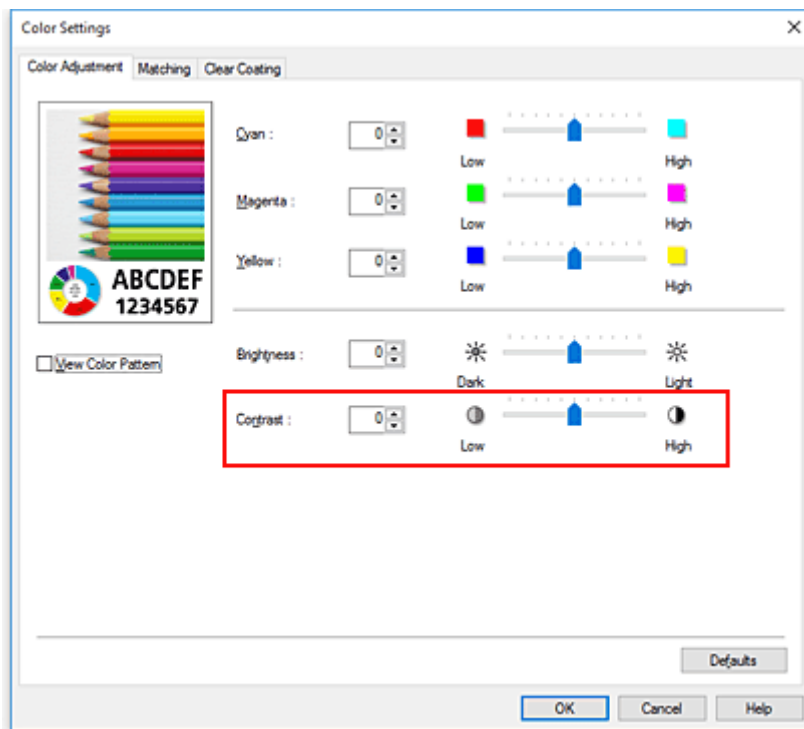 Color Settings
Color Adjustment Matching Clear Coating
Cyan : 0
Low High
Magenta : 0
Low High
Yellow : 0
Low High
ABCDEF
1234567
View Color Pattern
Brightness : 0
Dark Light
Contrast : 0
Low High
Defaults
OK Cancel Help